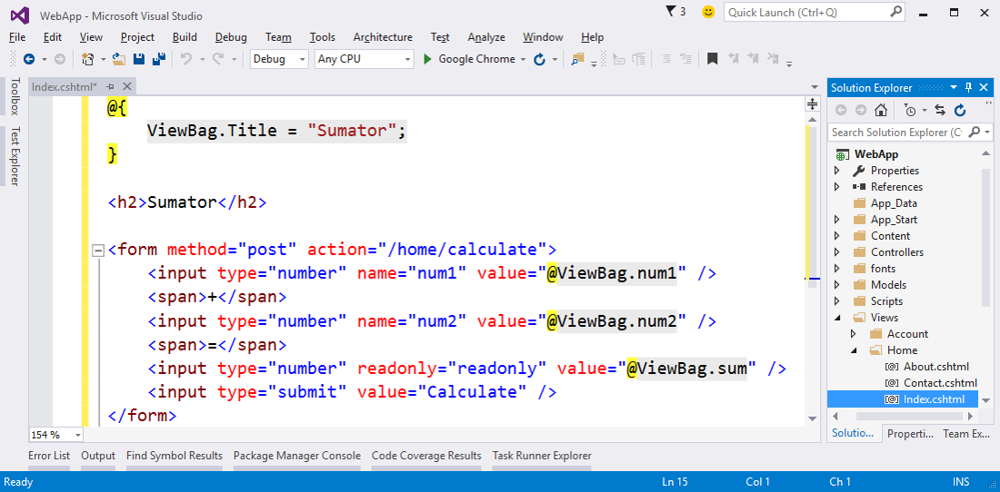 WebApp - Microsoft Visual Studio
3
Quick Launch (Ctrl+Q)
File Edit View Project Build Debug Team Tools Architecture Test Analyze Window Help
Debug Any CPU Google Chrome
Toolbox
Test Explorer
Index.cshtml*
@{
    ViewBag.Title = "Sumator";
}
<h2>Sumator</h2>
<form method="post" action="/home/calculate">
    <input type="number" name="num1" value="@ViewBag.num1" />
    <span>+</span>
    <input type="number" name="num2" value="@ViewBag.num2" />
    <span>=</span>
    <input type="number" readonly="readonly" value="@ViewBag.sum" />
    <input type="submit" value="Calculate" />
</form>
154 %
Solution Explorer
Search Solution Explorer (C
WebApp
Properties
References
App_Data
App_Start
Content
Controllers
fonts
Models
Scripts
Views
Account
Home
[@] About.cshtml
[@] Contact.cshtml
[@] Index.cshtml
Solutio... Properti... Team Ex...
Error List Output Find Symbol Results Package Manager Console Code Coverage Results Task Runner Explorer
Ready Ln 15 Col 1 Ch 1 INS